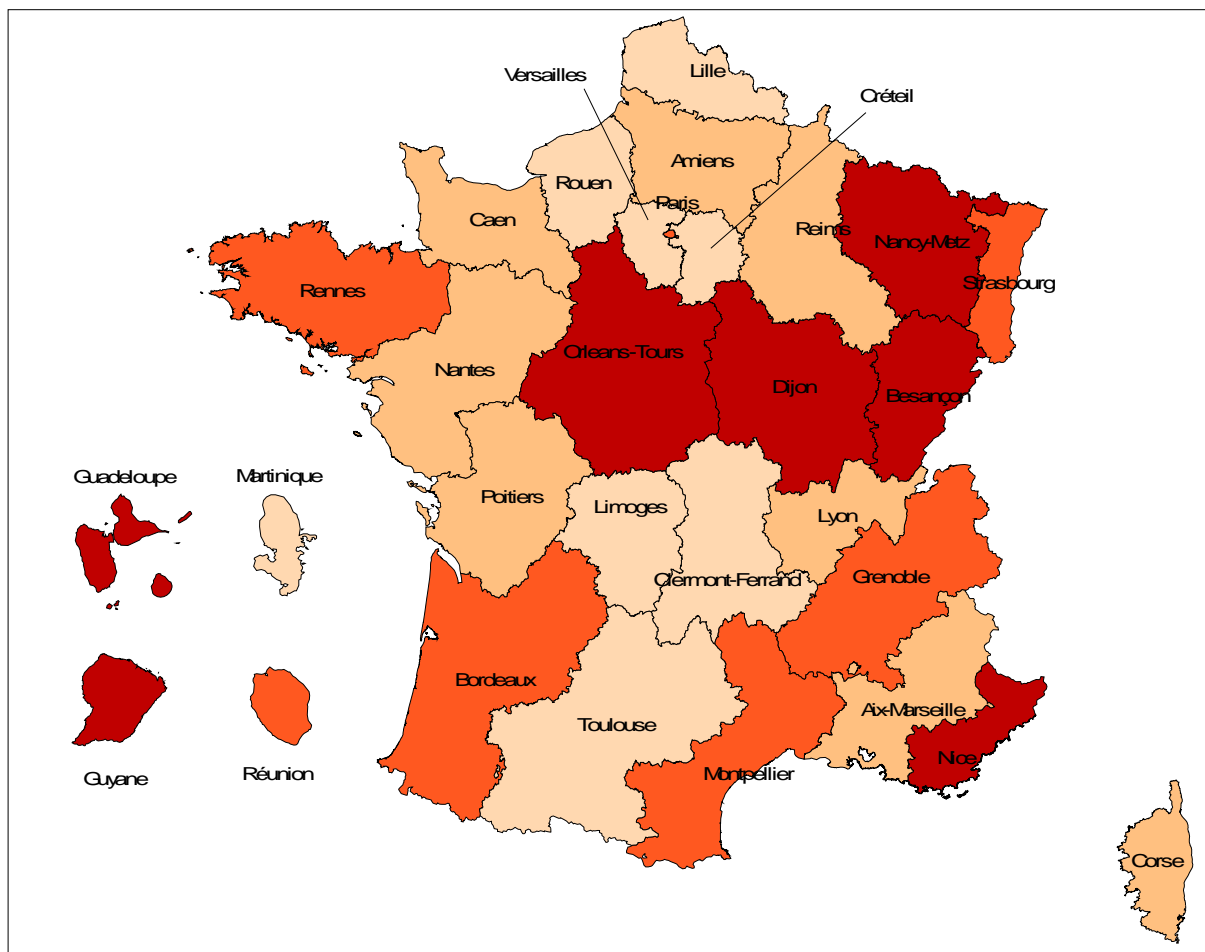 Lille
Versailles
Créteil
Amiens
Rouen
Paris
Caen
Reims
Nancy-Metz
Strasbourg
Rennes
Orleans-Tours
Nantes
Dijon
Besançon
Guadeloupe
Martinique
Poitiers
Limoges
Lyon
Clermont-Ferrand
Grenoble
Bordeaux
Aix-Marseille
Toulouse
Nice
Montpellier
Guyane
Réunion
Corse